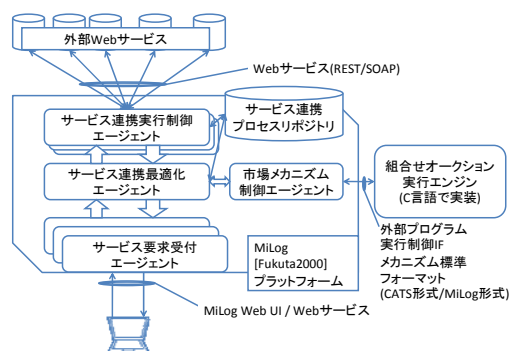 外部Webサービス
Webサービス(REST/SOAP)
サービス連携実行制御
エージェント
サービス連携
プロセスリポジトリ
サービス連携最適化
エージェント
市場メカニズム
制御エージェント
組合せオークション
実行エンジン
(C言語で実装)
外部プログラム
実行制御IF
メカニズム標準
フォーマット
(CATS形式/MiLog形式)
サービス要求受付
エージェント
MiLog
[Fukuta2000]
プラットフォーム
MiLog Web UI / Webサービス